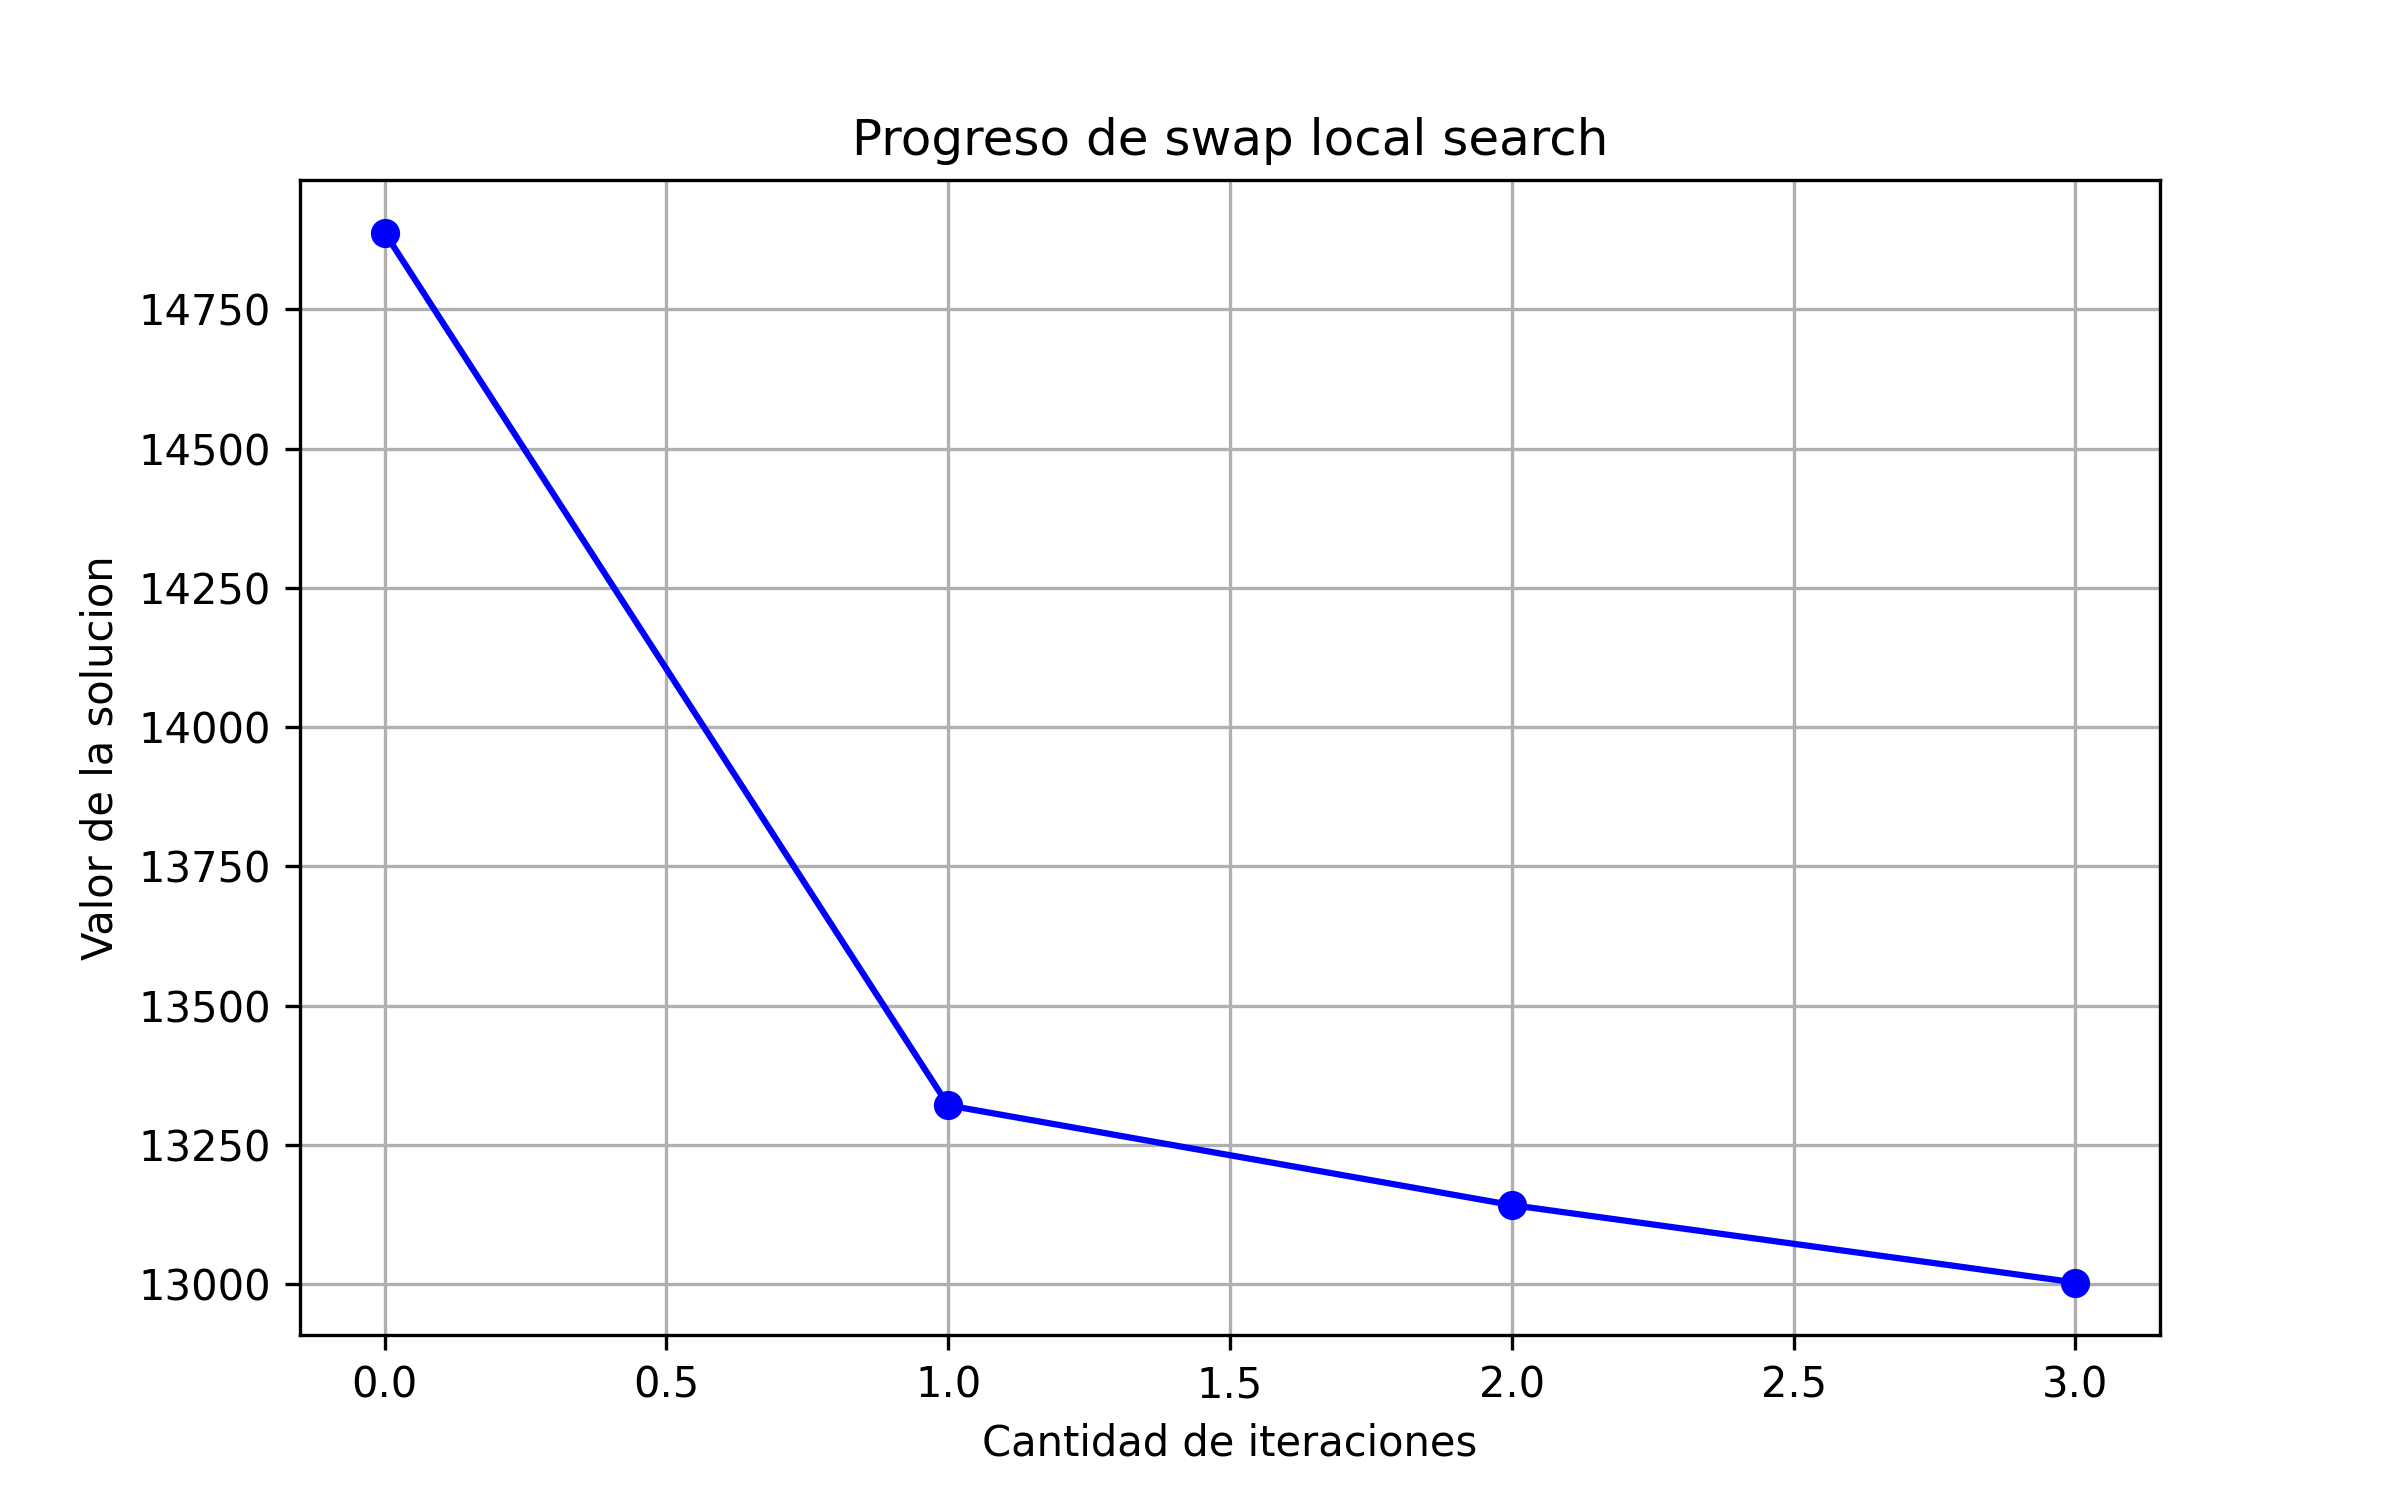 Progreso de swap local search
Valor de la solucion
14750
14500
14250
14000
13750
13500
13250
13000
0.0 0.5 1.0 1.5 2.0 2.5 3.0
Cantidad de iteraciones